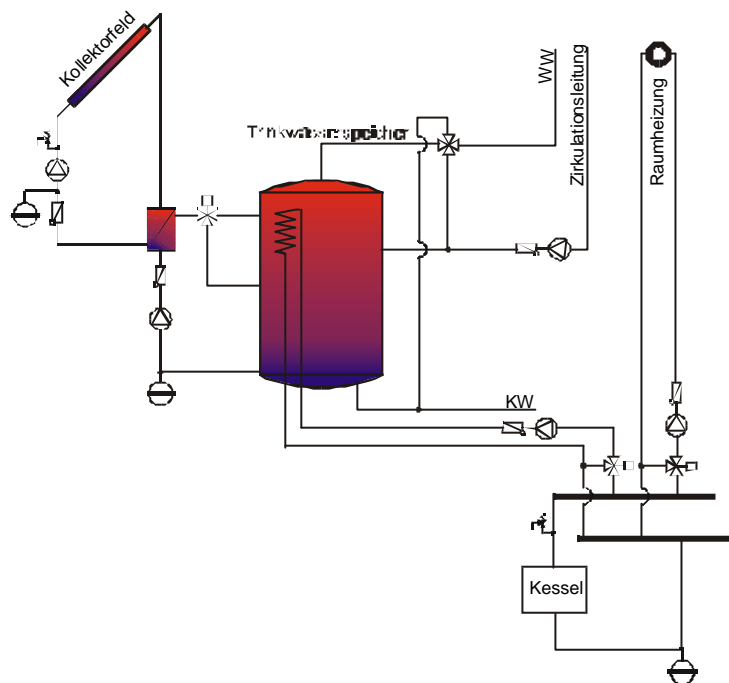 Kollektorfeld
Trinkwasserspeicher
WW
Zirkulationsleitung
Raumheizung
KW
Kessel